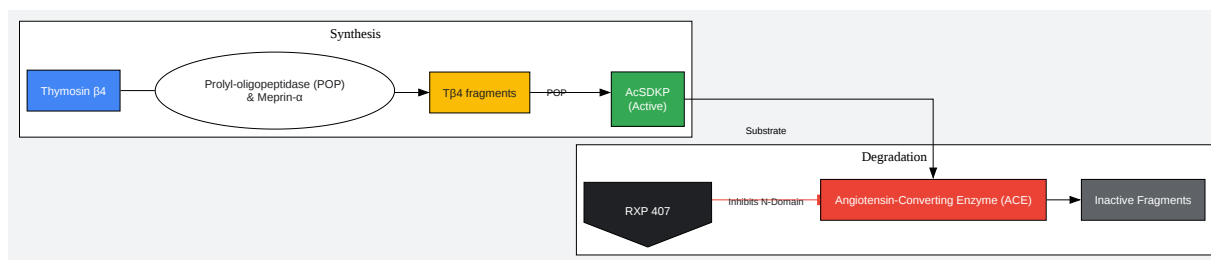 Synthesis
Thymosin β4
Prolyl-oligopeptidase (POP)
& Meprin-α
Tβ4 fragments
POP
AcSDKP
(Active)
Substrate
Degradation
RXP 407
Inhibits N-Domain
Angiotensin-Converting Enzyme (ACE)
Inactive Fragments